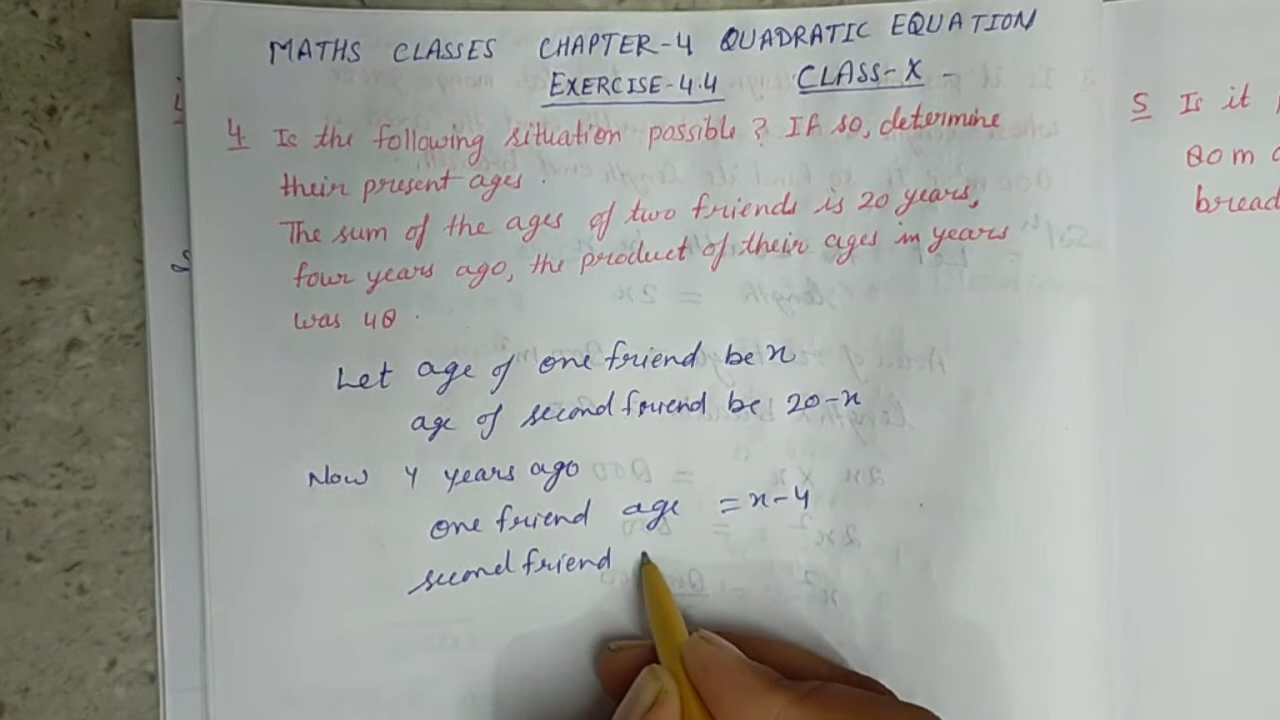 MATHS CLASSES CHAPTER-4 QUADRATIC EQUATION
EXERCISE-4.4 CLASS-X -
4. Is the following situation possible? If so, determine
their present ages.
The sum of the ages of two friends is 20 years,
four years ago, the product of their ages in years
was 48.
Let age of one friend be x
age of second friend be 20-x
Now 4 years ago
one friend age = x-4
second friend
5 Is it
80 m
bread